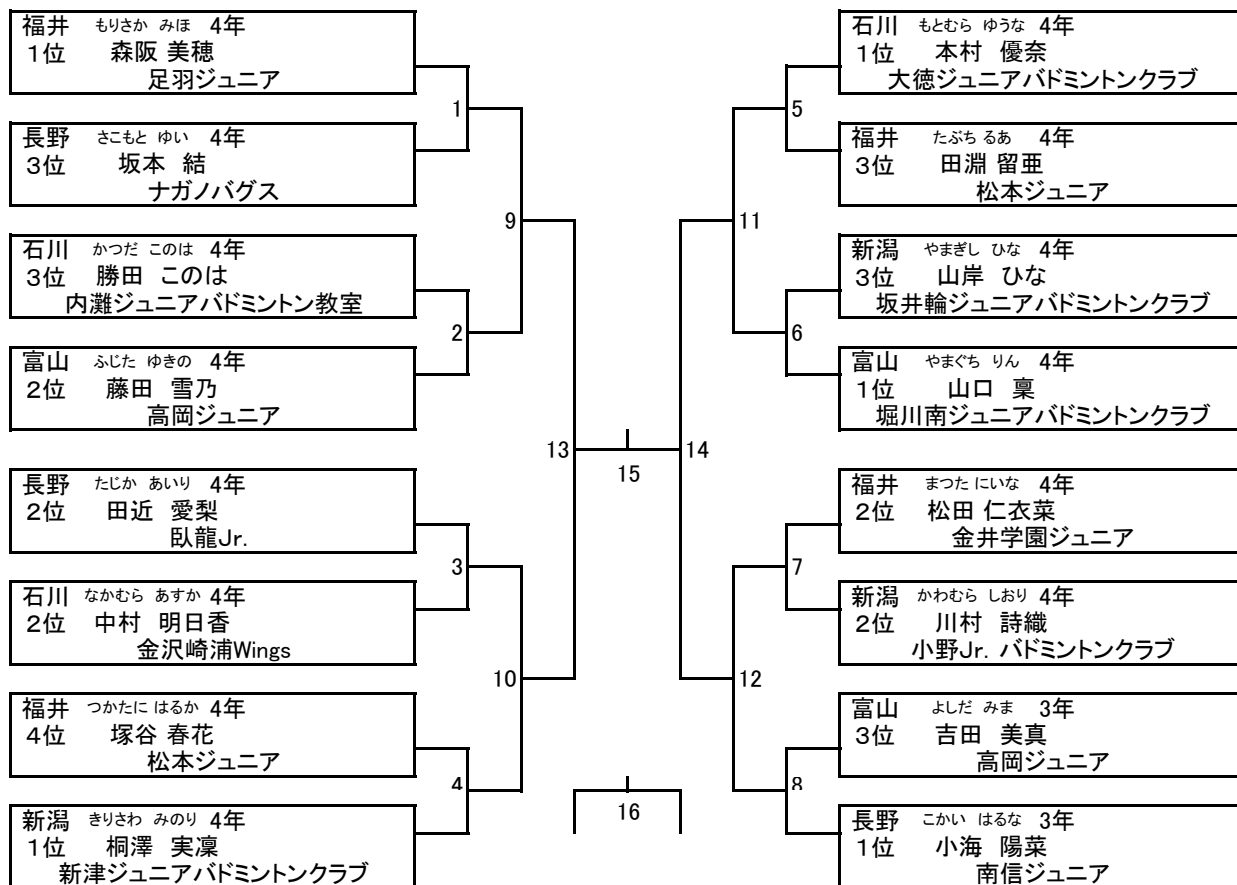 福井 もりさか みほ 4年
1位 森阪 美穂
足羽ジュニア
長野 さこもと ゆい 4年
3位 坂本 結
ナガノバグス
石川 かつだ このは 4年
3位 勝田 このは
内灘ジュニアバドミントン教室
富山 ふじた ゆきの 4年
2位 藤田 雪乃
高岡ジュニア
長野 たじか あいり 4年
2位 田近 愛梨
臥龍Jr.
石川 なかむら あすか 4年
2位 中村 明日香
金沢崎浦Wings
福井 つかたに はるか 4年
4位 塚谷 春花
松本ジュニア
新潟 きりさわ みのり 4年
1位 桐澤 実凜
新津ジュニアバドミントンクラブ
1
2
3
4
9
10
13
15
16
14
11
12
5
6
7
8
石川 もとむら ゆうな 4年
1位 本村 優奈
大徳ジュニアバドミントンクラブ
福井 たぶち るあ 4年
3位 田淵 留亜
松本ジュニア
新潟 やまぎし ひな 4年
3位 山岸 ひな
坂井輪ジュニアバドミントンクラブ
富山 やまぐち りん 4年
1位 山口 稟
堀川南ジュニアバドミントンクラブ
福井 まつた にいな 4年
2位 松田 仁衣菜
金井学園ジュニア
新潟 かわむら しおり 4年
2位 川村 詩織
小野Jr. バドミントンクラブ
富山 よしだ みま 3年
3位 吉田 美真
高岡ジュニア
長野 こかい はるな 3年
1位 小海 陽菜
南信ジュニア